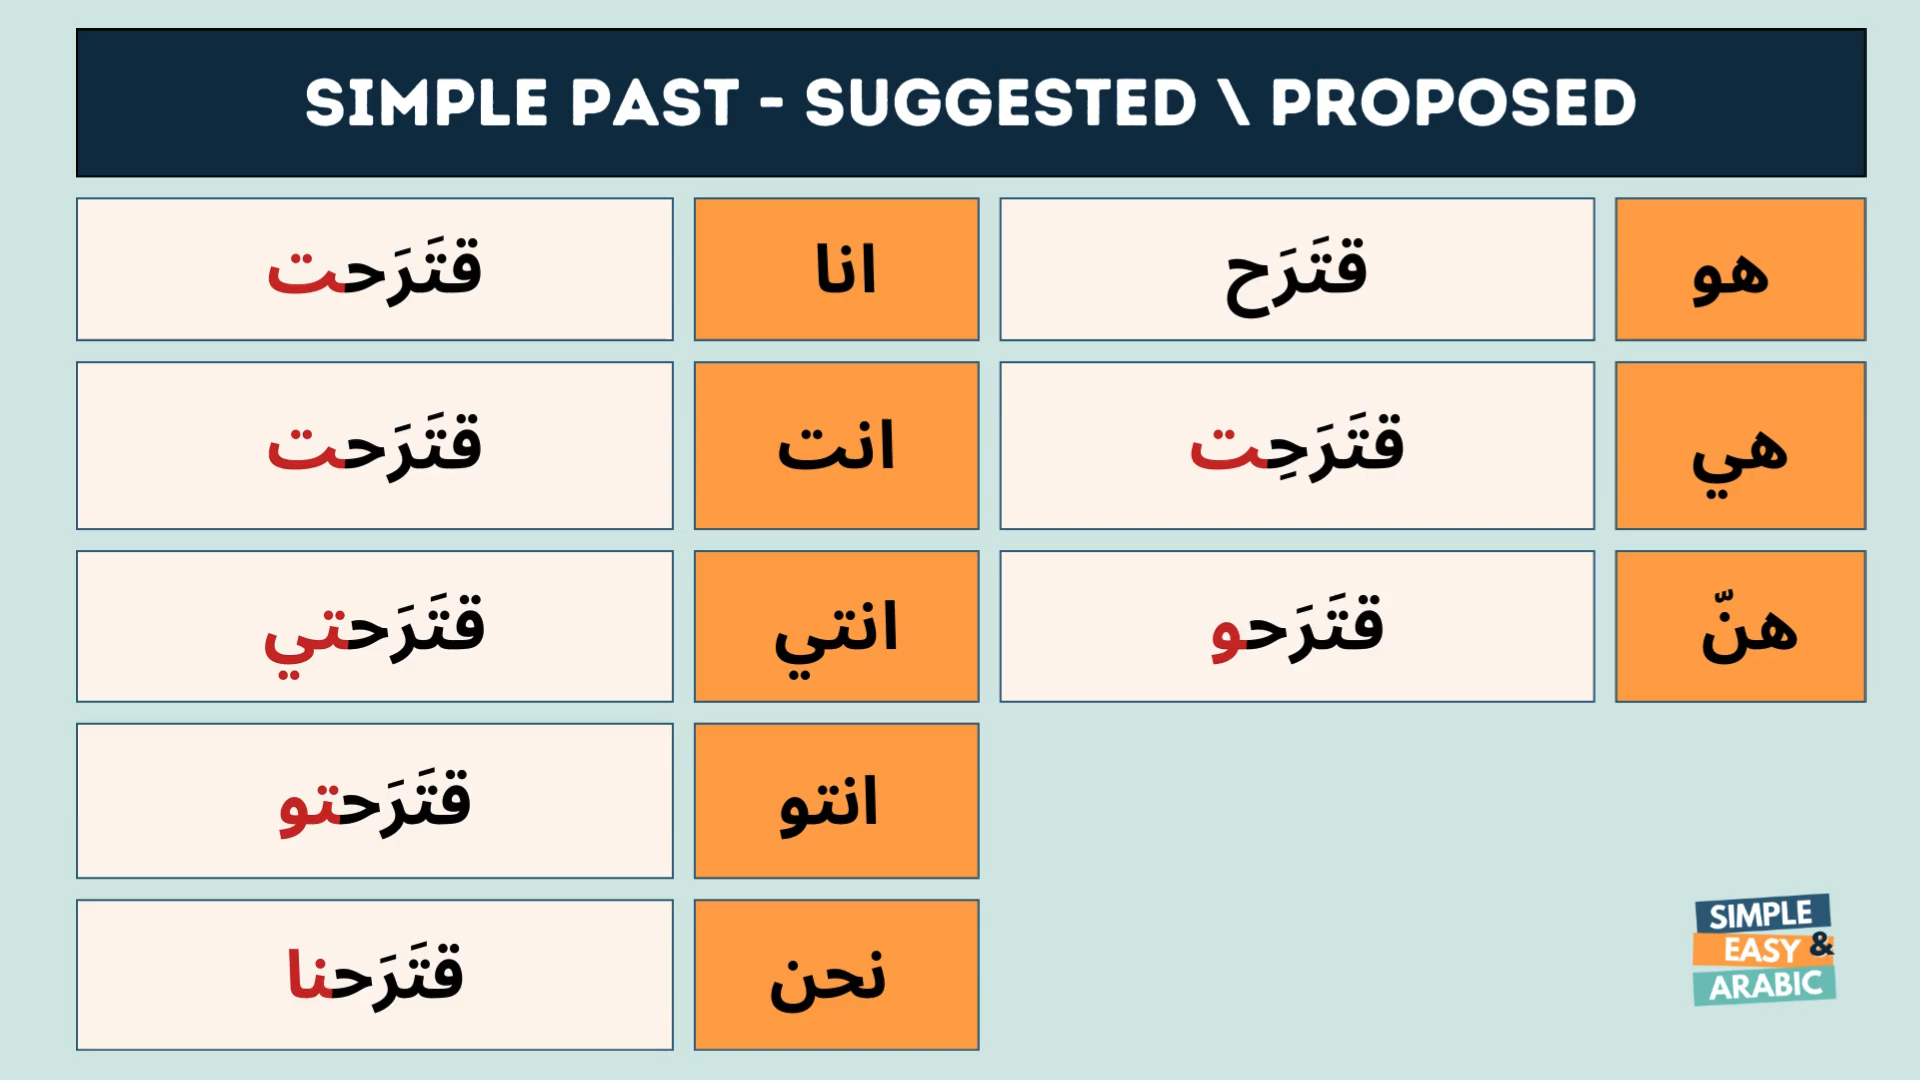 SIMPLE PAST - SUGGESTED \ PROPOSED
هو
قتَرَح
انا
قتَرَحت
هي
قتَرَحِت
انت
قتَرَحت
هنّ
قتَرَحو
انتي
قتَرَحتي
انتو
قتَرَحتو
نحن
قتَرَحنا
SIMPLE
EASY &
ARABIC